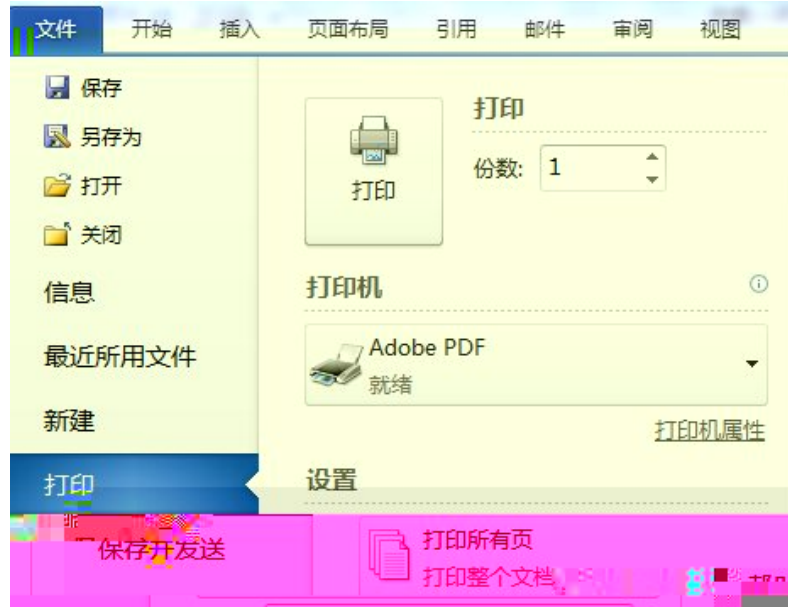 文件 开始 插入 页面布局 引用 邮件 审阅 视图
保存
另存为
打开
关闭
信息
最近所用文件
新建
打印
保存并发送
打印
打印
份数: 1
打印机
Adobe PDF
就绪
打印机属性
设置
打印所有页
打印整个文档